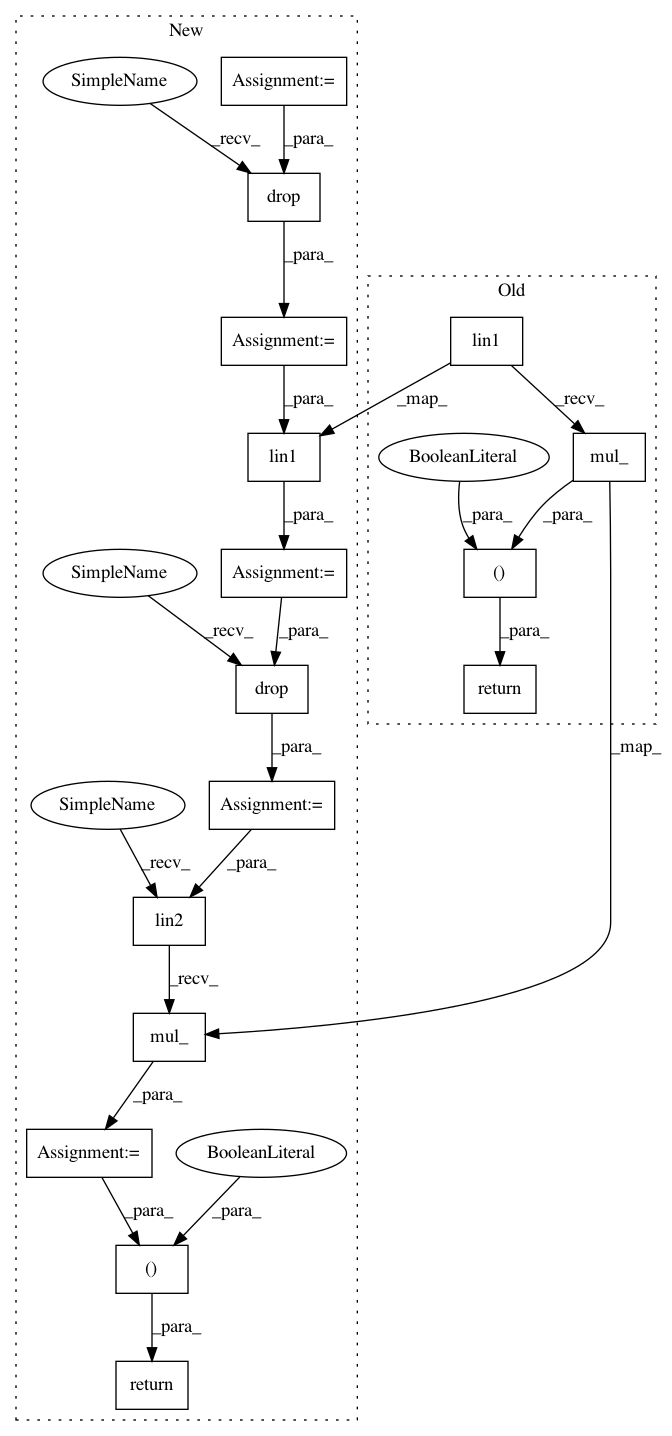 New
SimpleName
Assignment:=
_recv_
_para_
drop
_para_
Old
Assignment:=
lin1
_para_
_map_
_recv_
lin1
BooleanLiteral
mul_
_para_
_para_
_para_
SimpleName
Assignment:=
()
_recv_
_para_
_para_
drop
return
_para_
_map_
SimpleName
Assignment:=
_recv_
_para_
lin2
_recv_
mul_
_para_
Assignment:=
BooleanLiteral
_para_
_para_
()
_para_
return